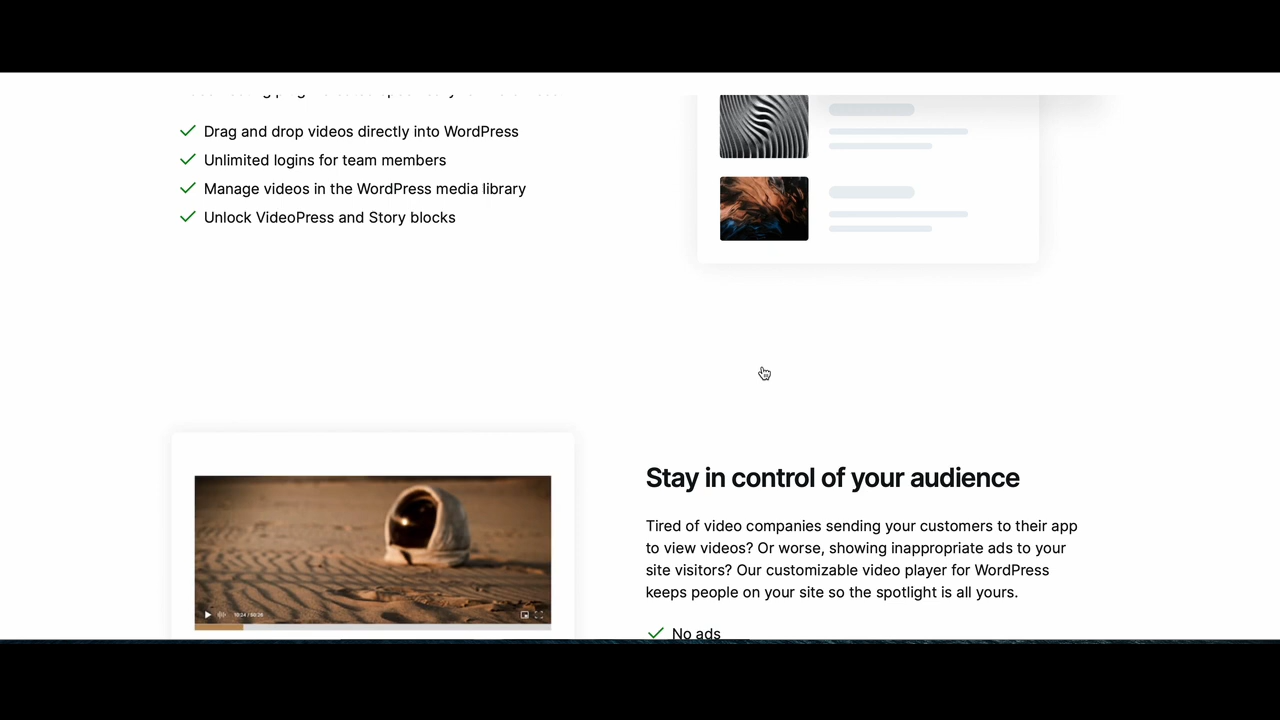 Drag and drop videos directly into WordPress
Unlimited logins for team members
Manage videos in the WordPress media library
Unlock VideoPress and Story blocks
Stay in control of your audience
Tired of video companies sending your customers to their app
to view videos? Or worse, showing inappropriate ads to your
site visitors? Our customizable video player for WordPress
keeps people on your site so the spotlight is all yours.
No ads